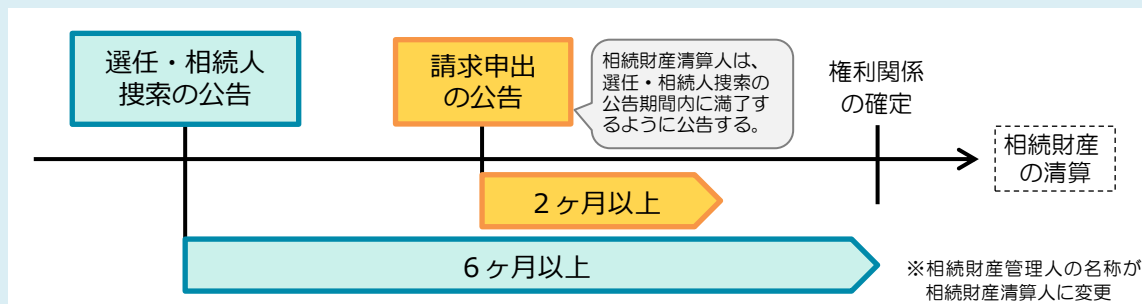 選任・相続人
捜索の公告
請求申出
の公告
相続財産清算人は、
選任・相続人捜索の
公告期間内に満了す
るように公告する。
権利関係
の確定
相続財産
の清算
２ヶ月以上
６ヶ月以上
※相続財産管理人の名称が
相続財産清算人に変更